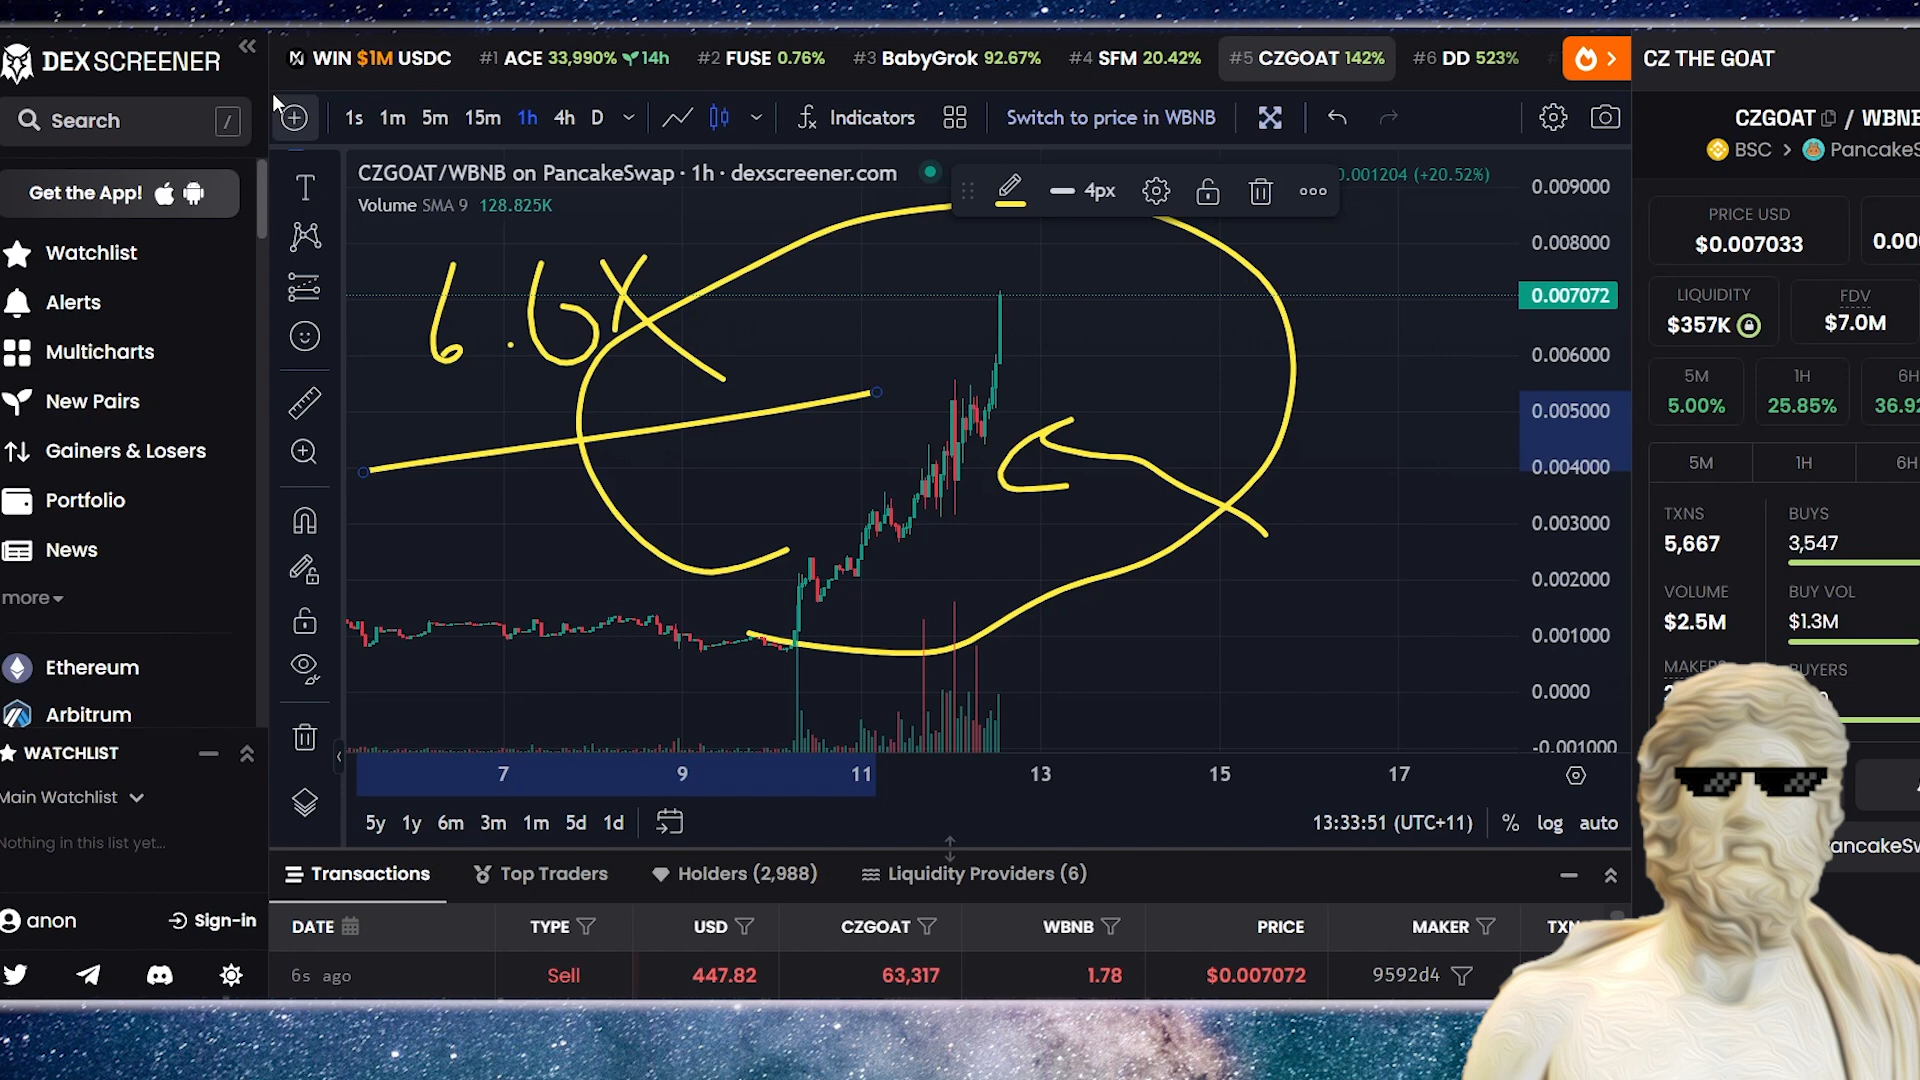 DEX SCREENER
WIN $1M USDC #1 ACE 33,990% 14h #2 FUSE 0.76% #3 BabyGrok 92.67% #4 SFM 20.42% #5 CZGOAT 142% #6 DD 523%
CZ THE GOAT
Search /
1s 1m 5m 15m 1h 4h D Indicators Switch to price in WBNB
CZGOAT / WBNB
BSC > PancakeS
Get the App!
Watchlist
Alerts
Multicharts
New Pairs
Gainers & Losers
Portfolio
News
more
Ethereum
Arbitrum
WATCHLIST
Main Watchlist
Nothing in this list yet...
anon Sign-in
CZGOAT/WBNB on PancakeSwap · 1h · dexscreener.com
0.001204 (+20.52%)
Volume SMA 9 128.825K
4px
6.6x
0.009000
0.008000
0.007072
0.006000
0.005000
0.004000
0.003000
0.002000
0.001000
0.0000
-0.001000
7 9 11 13 15 17
5y 1y 6m 3m 1m 5d 1d
13:33:51 (UTC+11) % log auto
PRICE USD
$0.007033
0.00
LIQUIDITY
$357K
FDV
$7.0M
5M
5.00%
1H
25.85%
6H
36.92
5M 1H 6H
TXNS
5,667
BUYS
3,547
VOLUME
$2.5M
BUY VOL
$1.3M
MAKERS
BUYERS
ancakeSw
Transactions Top Traders Holders (2,988) Liquidity Providers (6)
DATE TYPE USD CZGOAT WBNB PRICE MAKER TXN
6s ago Sell 447.82 63,317 1.78 $0.007072 9592d4